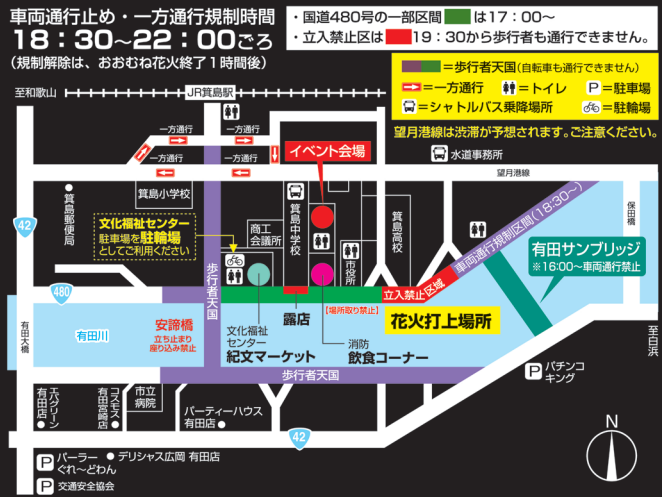 車両通行止め・一方通行規制時間
18：30～22：00ごろ
（規制解除は、おおむね花火終了1時間後）
・国道480号の一部区間 は17：00～
・立入禁止区は 19：30から歩行者も通行できません。
=歩行者天国（自転車も通行できません）
=一方通行 =トイレ P =駐車場
=シャトルバス乗降場所 =駐輪場
望月港線は渋滞が予想されます。ご注意ください。
至和歌山
JR箕島駅
一方通行
一方通行
一方通行
一方通行
イベント会場
水道事務所
望月港線
箕島小学校
箕島郵便局
42
文化福祉センター
駐車場を駐輪場
としてご利用ください
商工
会議所
箕島中学校
箕島高校
市役所
車両通行規制区間(18:30～)
保田橋
有田サンブリッジ
※16:00～車両通行禁止
歩行者天国
480
立入禁止区域
【場所取り禁止】
露店
花火打上場所
有田大橋
有田川
安諦橋
立ち止まり
座り込み禁止
文化福祉
センター
紀文マーケット
消防
飲食コーナー
至白浜
歩行者天国
P
パチンコ
キング
エバグリーン
有田店
コスモス
有田宮崎店
市立
病院
パーティーハウス
有田店
42
N
P パーラー
ぐれ～どわん
デリシャス広岡 有田店
P 交通安全協会